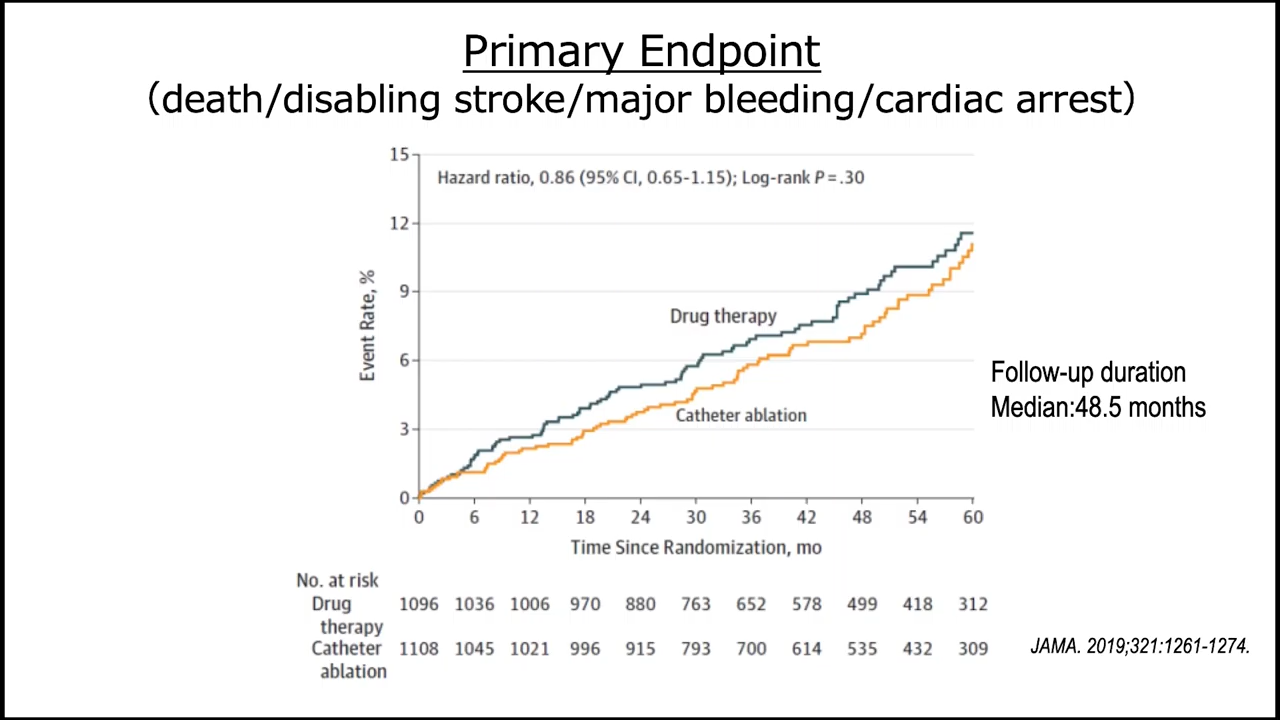 Primary Endpoint
（death/disabling stroke/major bleeding/cardiac arrest）
15
Hazard ratio, 0.86 (95% CI, 0.65-1.15); Log-rank P = .30
12
9
6
3
0
Event Rate, %
Drug therapy
Catheter ablation
0 6 12 18 24 30 36 42 48 54 60
Time Since Randomization, mo
Follow-up duration
Median:48.5 months
No. at risk
Drug 1096 1036 1006 970 880 763 652 578 499 418 312
therapy
Catheter 1108 1045 1021 996 915 793 700 614 535 432 309
ablation
JAMA. 2019;321:1261-1274.